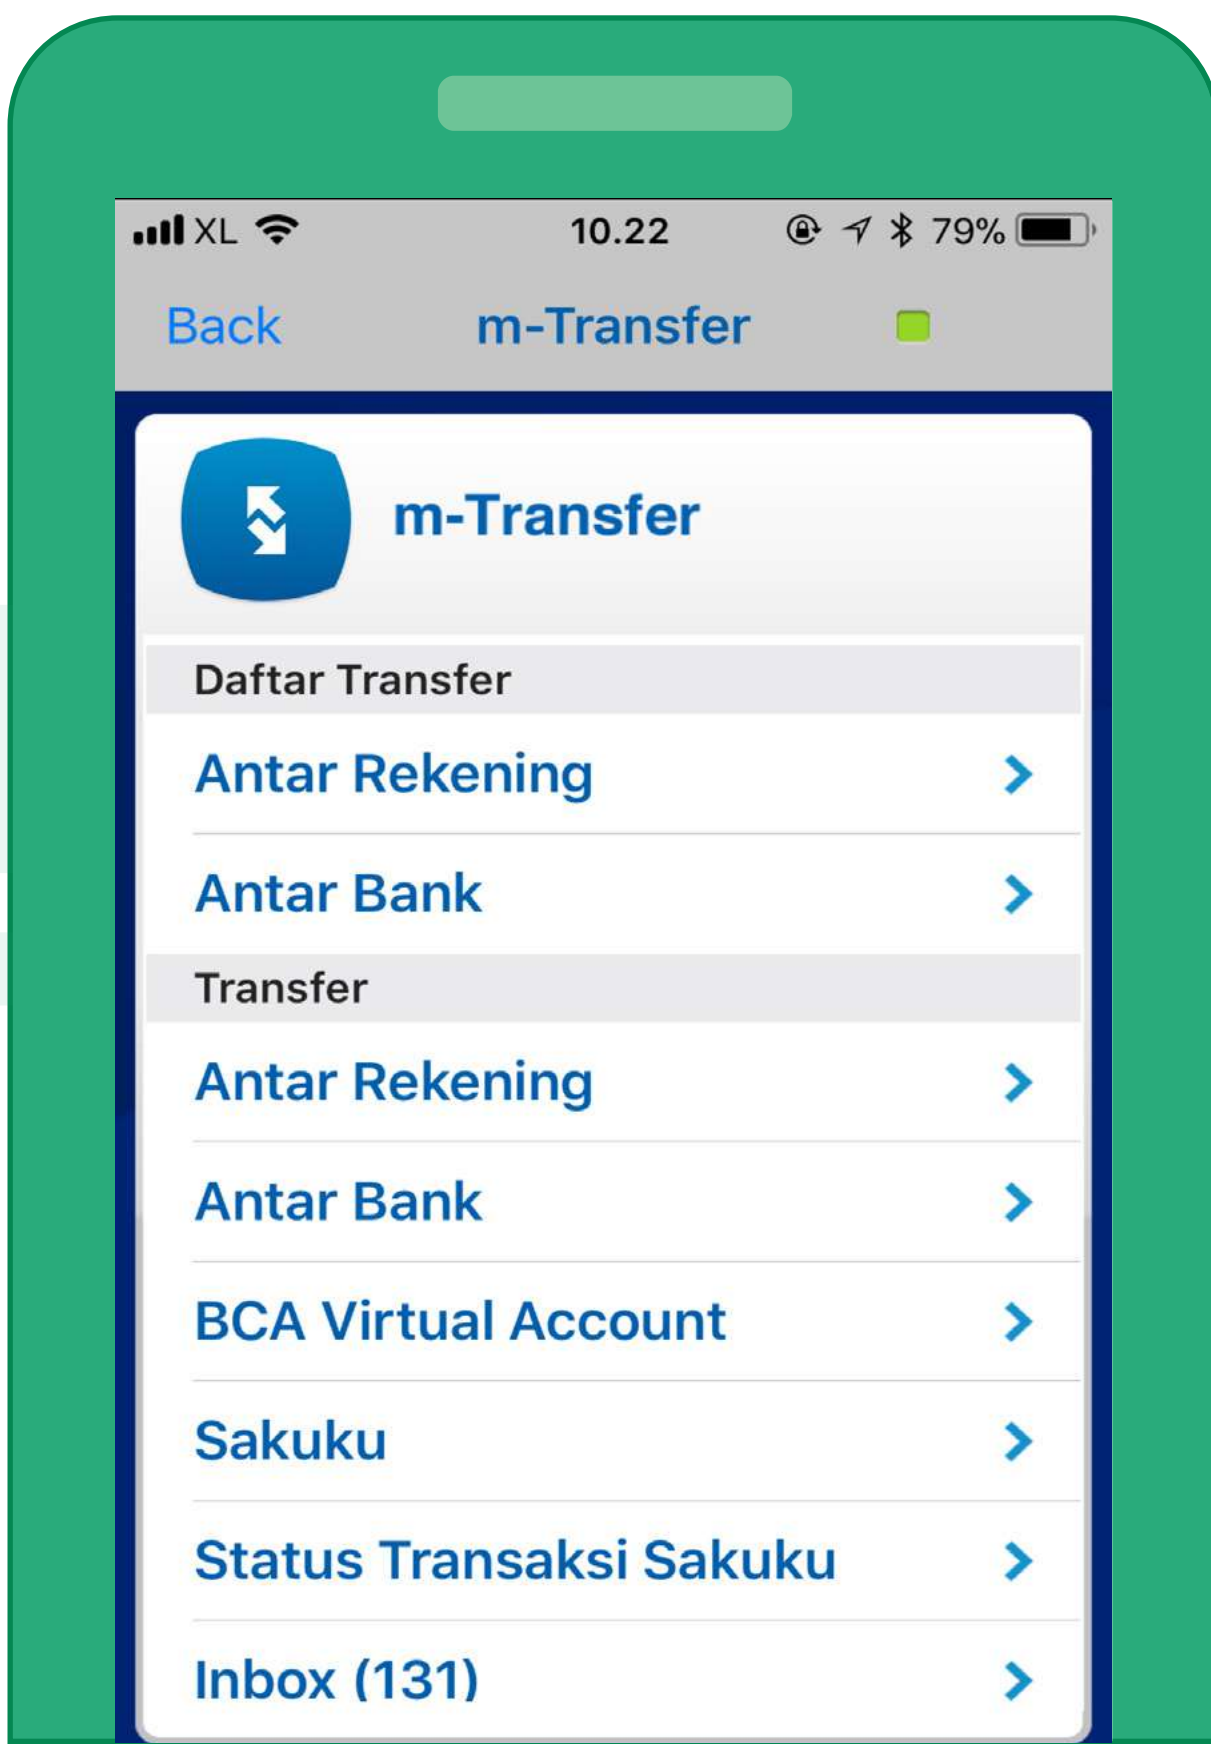 XL 10.22 79%
Back m-Transfer
m-Transfer
Daftar Transfer
Antar Rekening
Antar Bank
Transfer
Antar Rekening
Antar Bank
BCA Virtual Account
Sakuku
Status Transaksi Sakuku
Inbox (131)